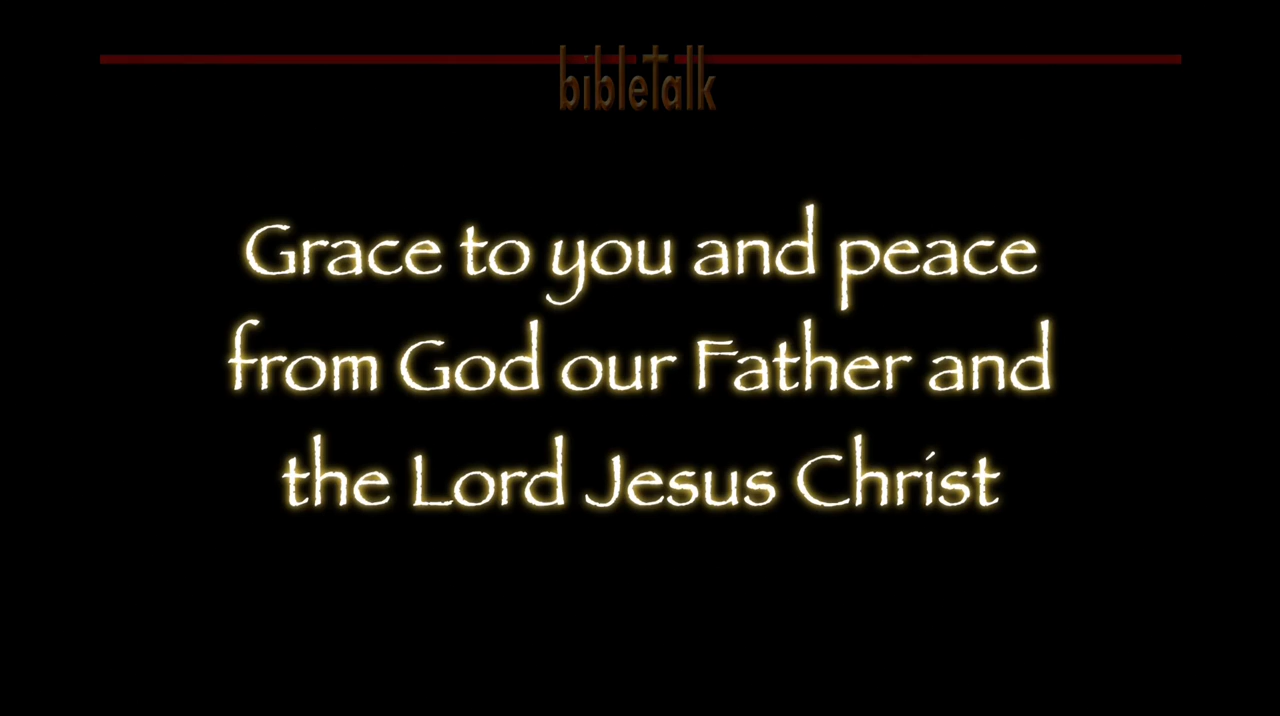 bibleTalk
Grace to you and peace
from God our Father and
the Lord Jesus Christ